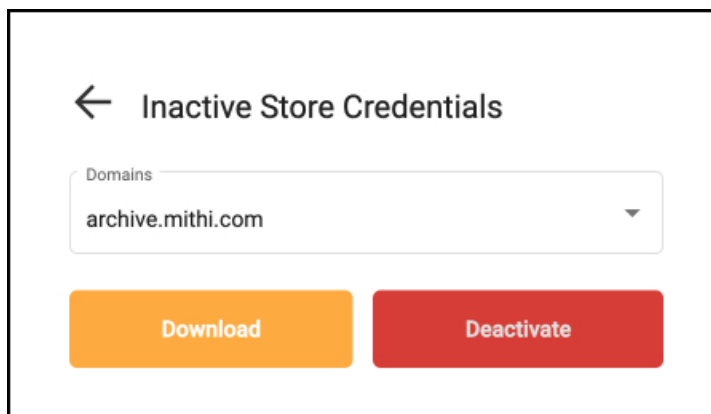 Inactive Store Credentials
Domains
archive.mithi.com
Download
Deactivate